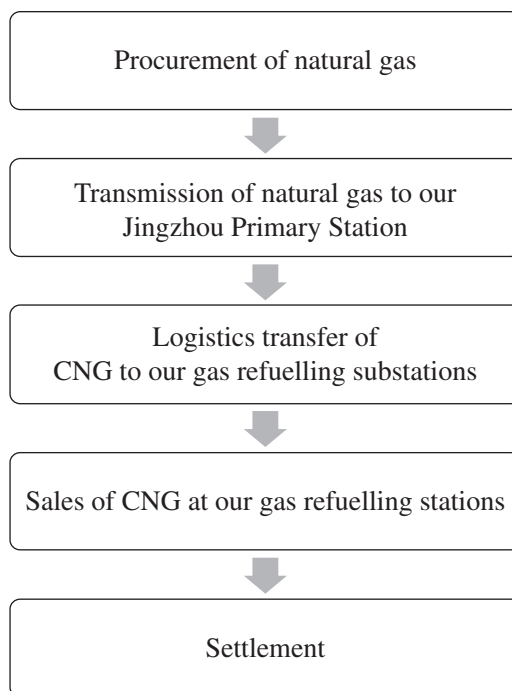 Procurement of natural gas
Transmission of natural gas to our
Jingzhou Primary Station
Logistics transfer of
CNG to our gas refuelling substations
Sales of CNG at our gas refuelling stations
Settlement